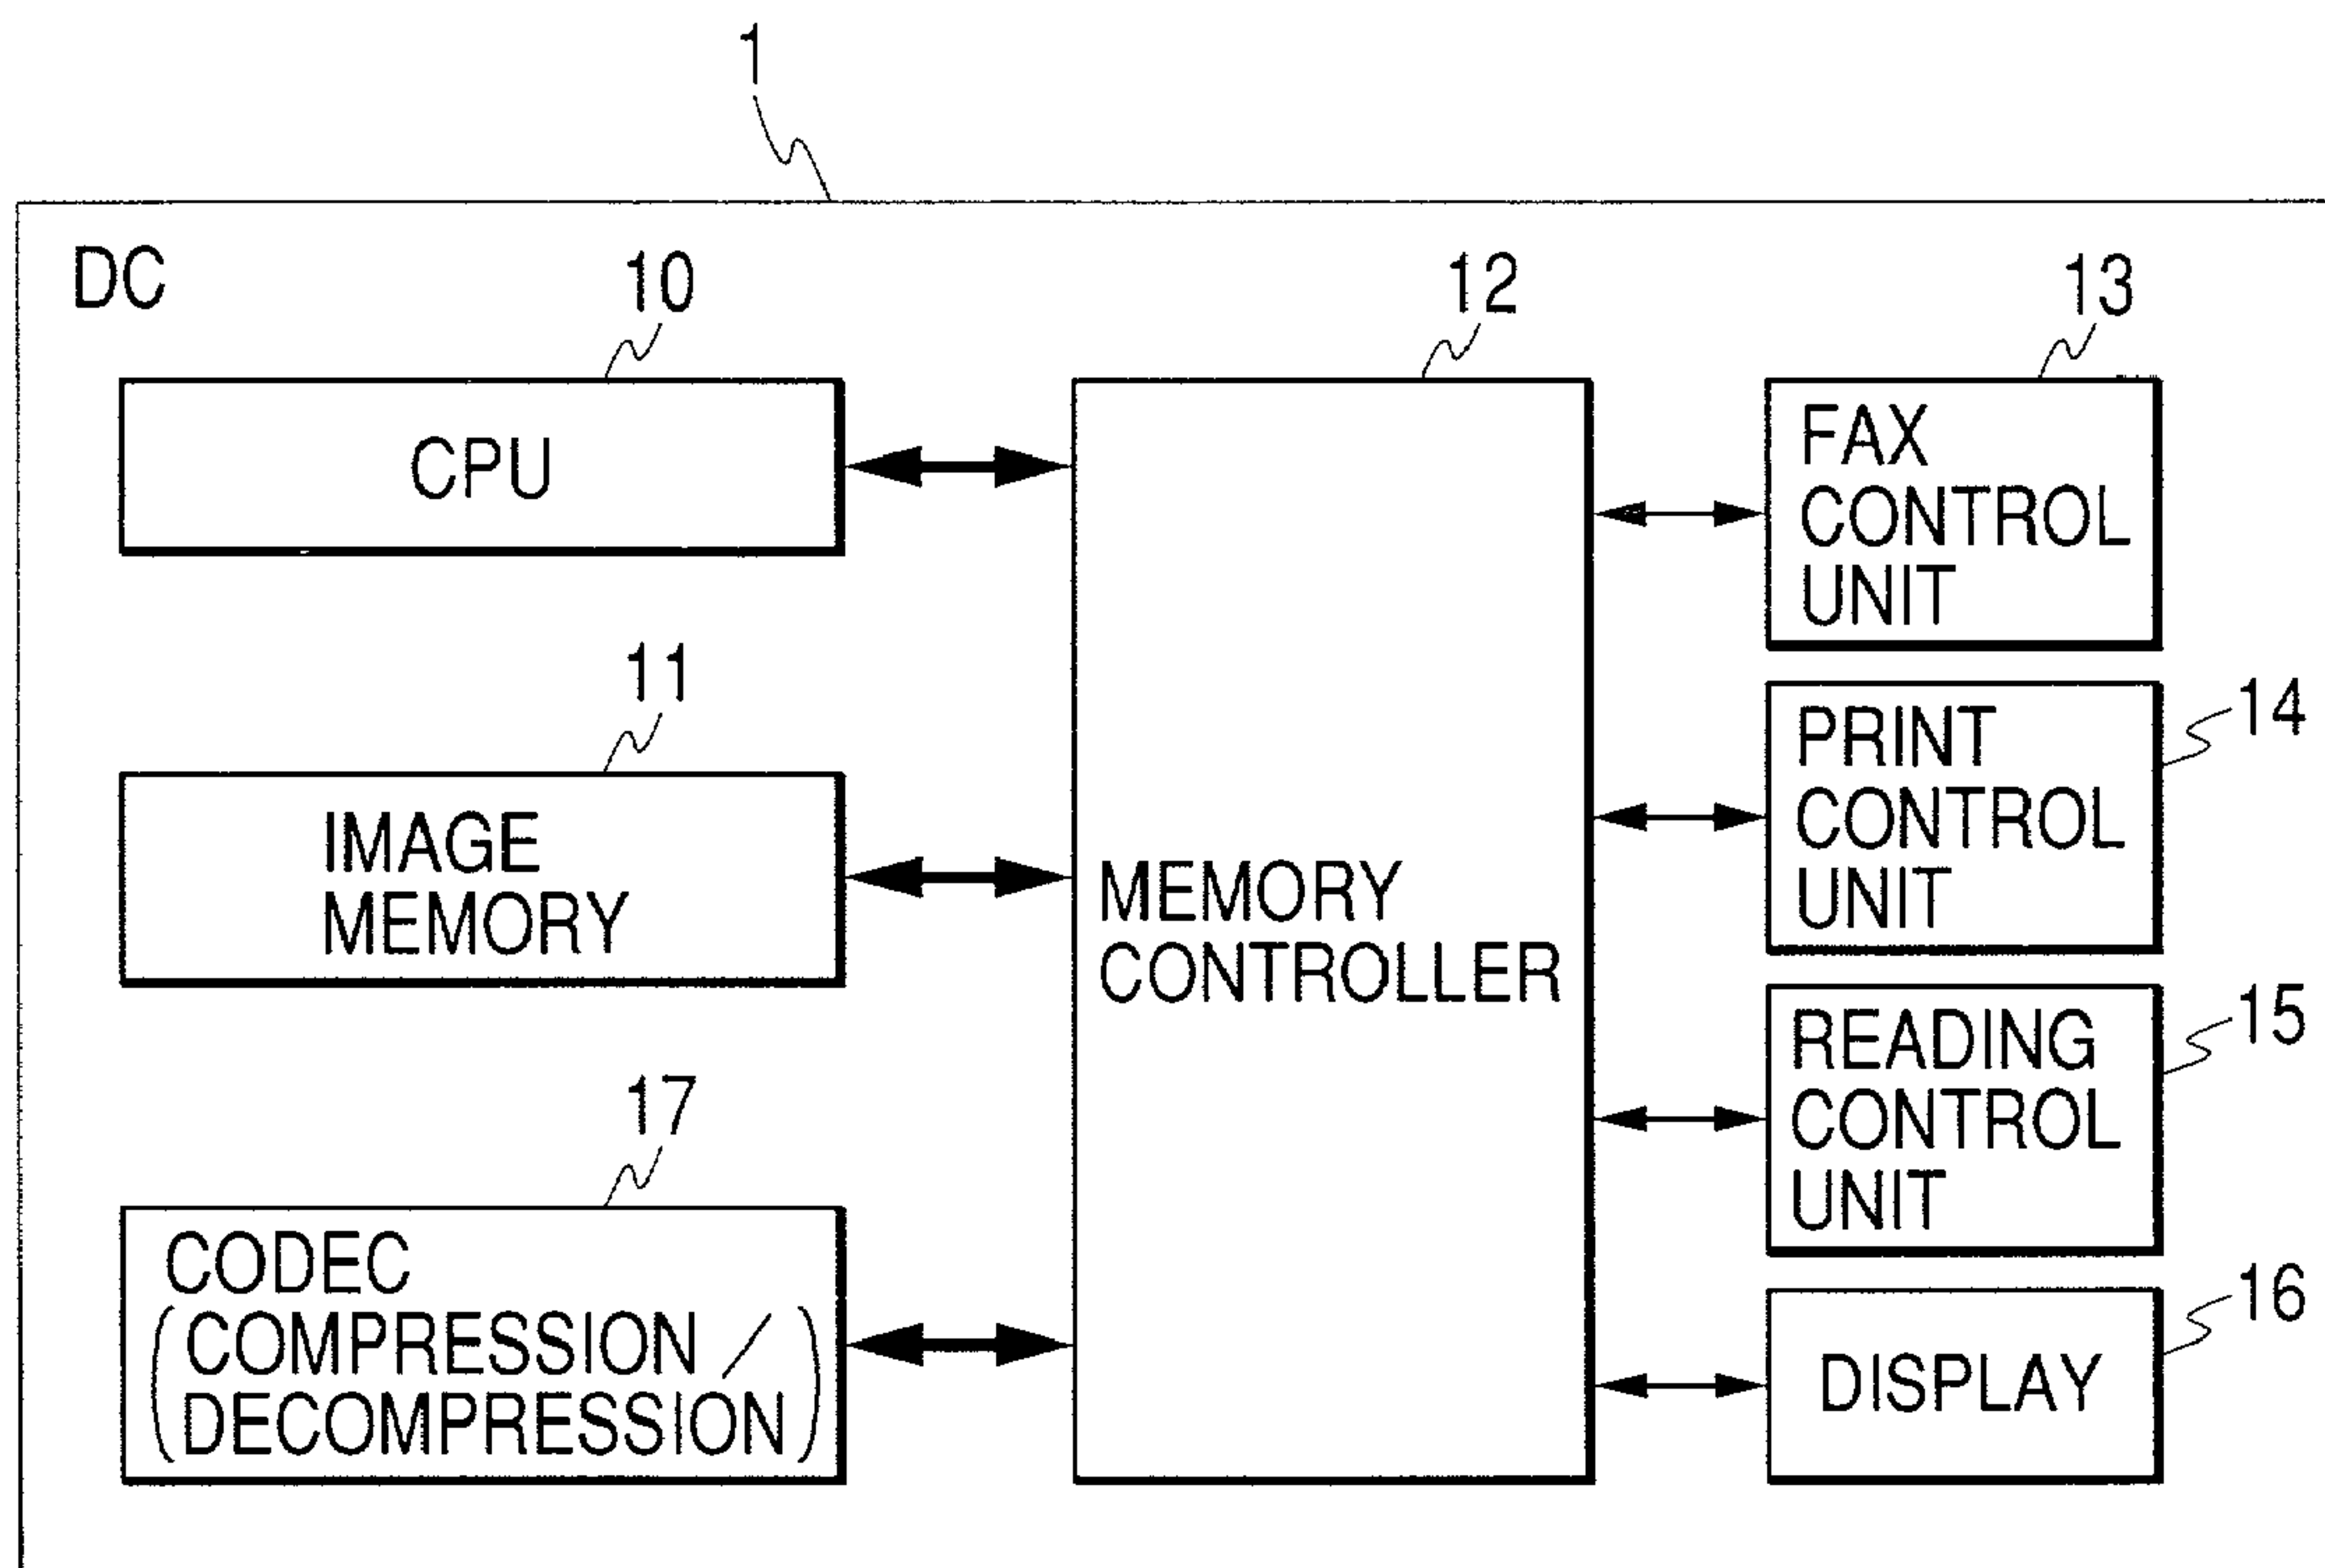 1
DC
10
CPU
11
IMAGE
MEMORY
17
CODEC
(COMPRESSION /
DECOMPRESSION)
12
MEMORY
CONTROLLER
13
FAX
CONTROL
UNIT
14
PRINT
CONTROL
UNIT
15
READING
CONTROL
UNIT
16
DISPLAY